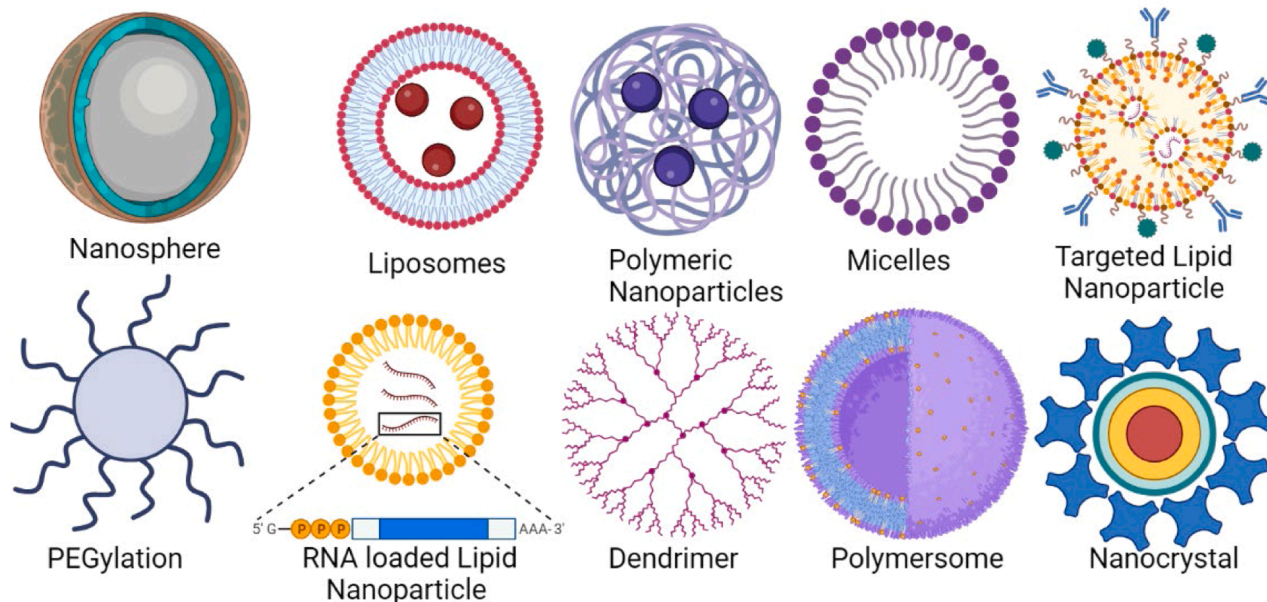 Nanosphere
Liposomes
Polymeric
Nanoparticles
Micelles
Targeted Lipid
Nanoparticle
PEGylation
5' G P P P AAA-3'
RNA loaded Lipid
Nanoparticle
Dendrimer
Polymersome
Nanocrystal